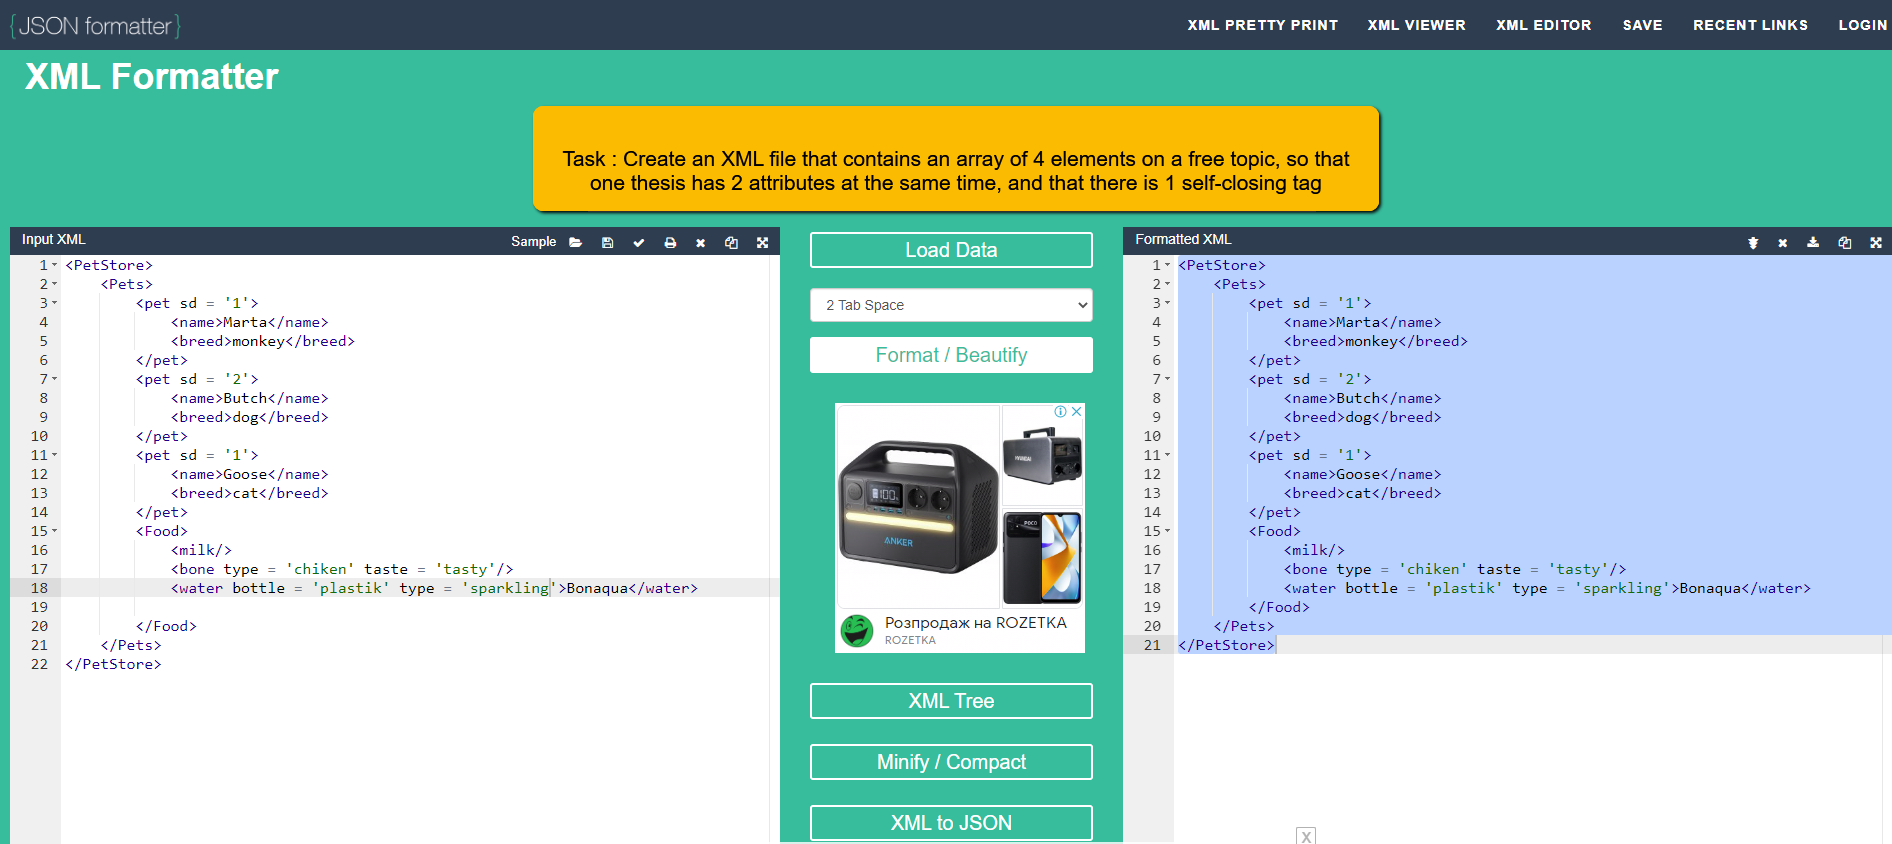 {JSON formatter}
XML PRETTY PRINT XML VIEWER XML EDITOR SAVE RECENT LINKS LOGIN
XML Formatter
Task : Create an XML file that contains an array of 4 elements on a free topic, so that
one thesis has 2 attributes at the same time, and that there is 1 self-closing tag
Input XML
Sample
1 <PetStore>
2 <Pets>
3 <pet sd = '1'>
4 <name>Marta</name>
5 <breed>monkey</breed>
6 </pet>
7 <pet sd = '2'>
8 <name>Butch</name>
9 <breed>dog</breed>
10 </pet>
11 <pet sd = '1'>
12 <name>Goose</name>
13 <breed>cat</breed>
14 </pet>
15 <Food>
16 <milk/>
17 <bone type = 'chiken' taste = 'tasty'/>
18 <water bottle = 'plastik' type = 'sparkling'>Bonaqua</water>
19
20 </Food>
21 </Pets>
22 </PetStore>
Load Data
2 Tab Space
Format / Beautify
HYUNDAI
100%
ANKER
POCO
Розпродаж на ROZETKA
ROZETKA
XML Tree
Minify / Compact
XML to JSON
Formatted XML
1 <PetStore>
2 <Pets>
3 <pet sd = '1'>
4 <name>Marta</name>
5 <breed>monkey</breed>
6 </pet>
7 <pet sd = '2'>
8 <name>Butch</name>
9 <breed>dog</breed>
10 </pet>
11 <pet sd = '1'>
12 <name>Goose</name>
13 <breed>cat</breed>
14 </pet>
15 <Food>
16 <milk/>
17 <bone type = 'chiken' taste = 'tasty'/>
18 <water bottle = 'plastik' type = 'sparkling'>Bonaqua</water>
19 </Food>
20 </Pets>
21 </PetStore>
X